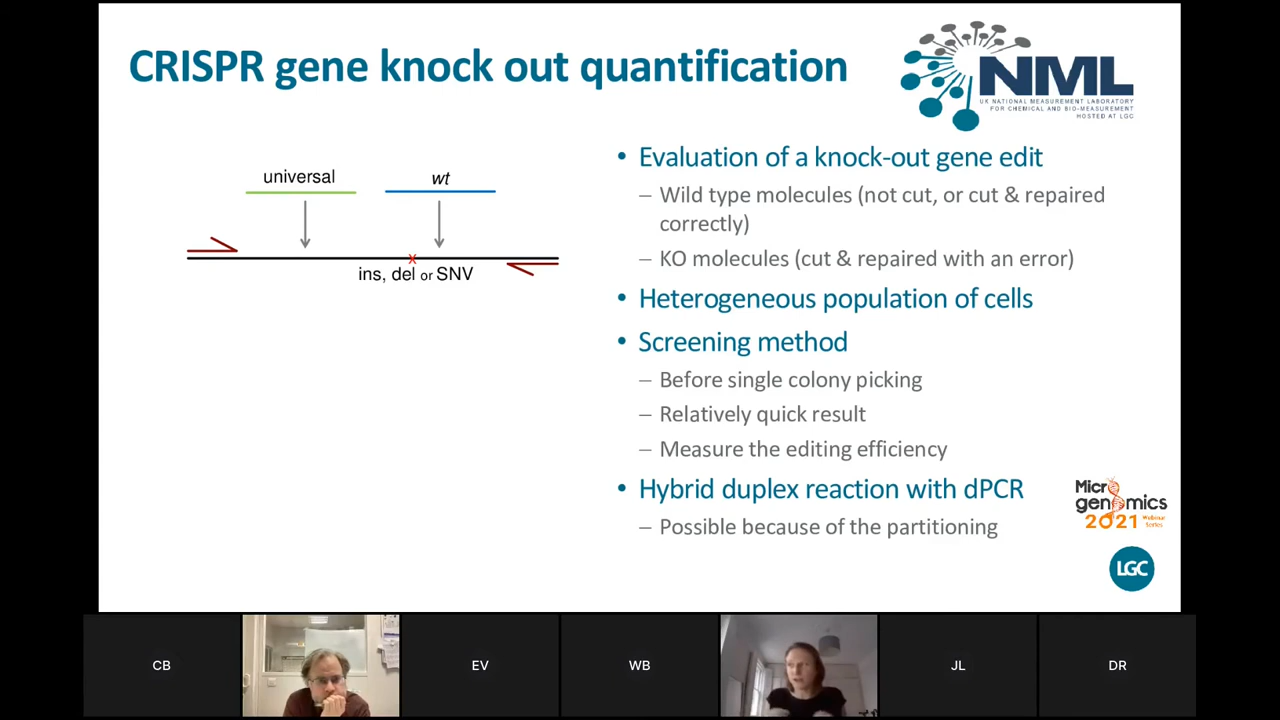 CRISPR gene knock out quantification
NML
UK NATIONAL MEASUREMENT LABORATORY
FOR CHEMICAL AND BIO-MEASUREMENT
HOSTED AT LGC
universal
wt
ins, del or SNV
• Evaluation of a knock-out gene edit
– Wild type molecules (not cut, or cut & repaired
correctly)
– KO molecules (cut & repaired with an error)
• Heterogeneous population of cells
• Screening method
– Before single colony picking
– Relatively quick result
– Measure the editing efficiency
• Hybrid duplex reaction with dPCR
– Possible because of the partitioning
Micro
genomics
2021 Webinar
Series
LGC
CB
EV
WB
JL
DR